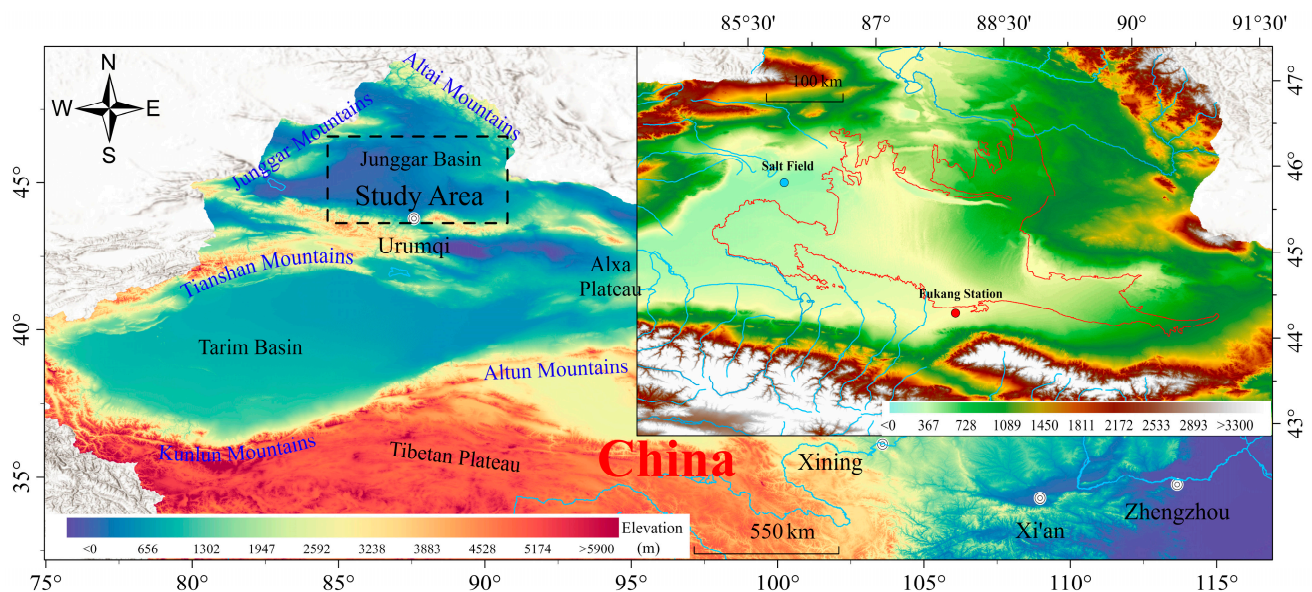 85°30' 87° 88°30' 90° 91°30'
N
W E
S
Altai Mountains
Junggar Mountains
Junggar Basin
Study Area
Urumqi
Tianshan Mountains
Alxa
Plateau
Tarim Basin
Altun Mountains
Kunlun Mountains
Tibetan Plateau
China
Xining
Xi'an
Zhengzhou
550 km
Elevation
(m)
<0 656 1302 1947 2592 3238 3883 4528 5174 >5900
45°
40°
35°
75° 80° 85° 90° 95° 100° 105° 110° 115°
100 km
Salt Field
Fukang Station
<0 367 728 1089 1450 1811 2172 2533 2893 >3300
47°
46°
45°
44°
43°